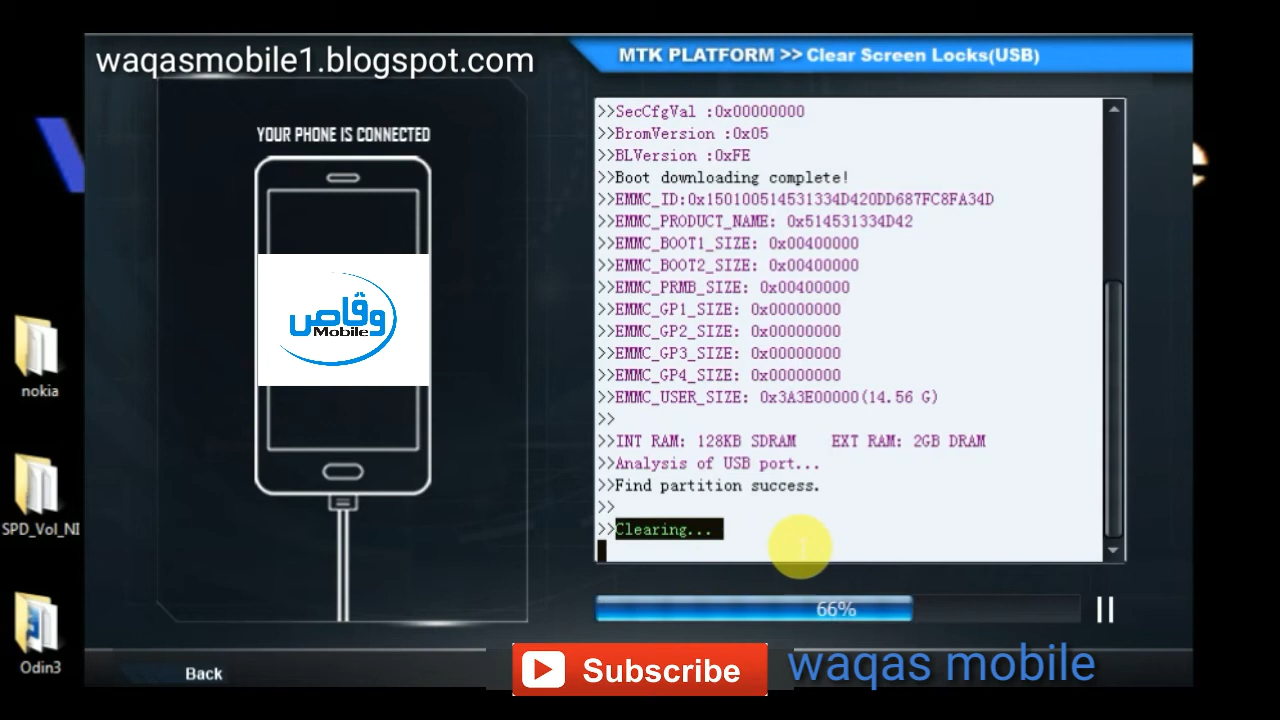 waqasmobile1.blogspot.com
MTK PLATFORM >> Clear Screen Locks(USB)
YOUR PHONE IS CONNECTED
وقاص
Mobile
>>SecCfgVal :0x00000000
>>BromVersion :0x05
>>BLVersion :0xFE
>>Boot downloading complete!
>>EMMC_ID:0x150100514531334D420DD687FC8FA34D
>>EMMC_PRODUCT_NAME: 0x514531334D42
>>EMMC_BOOT1_SIZE: 0x00400000
>>EMMC_BOOT2_SIZE: 0x00400000
>>EMMC_PRMB_SIZE: 0x00400000
>>EMMC_GP1_SIZE: 0x00000000
>>EMMC_GP2_SIZE: 0x00000000
>>EMMC_GP3_SIZE: 0x00000000
>>EMMC_GP4_SIZE: 0x00000000
>>EMMC_USER_SIZE: 0x3A3E00000(14.56 G)
>>
>>INT RAM: 128KB SDRAM EXT RAM: 2GB DRAM
>>Analysis of USB port...
>>Find partition success.
>>
>>Clearing...
66%
nokia
SPD_Vol_NI
Odin3
Back
Subscribe
waqas mobile